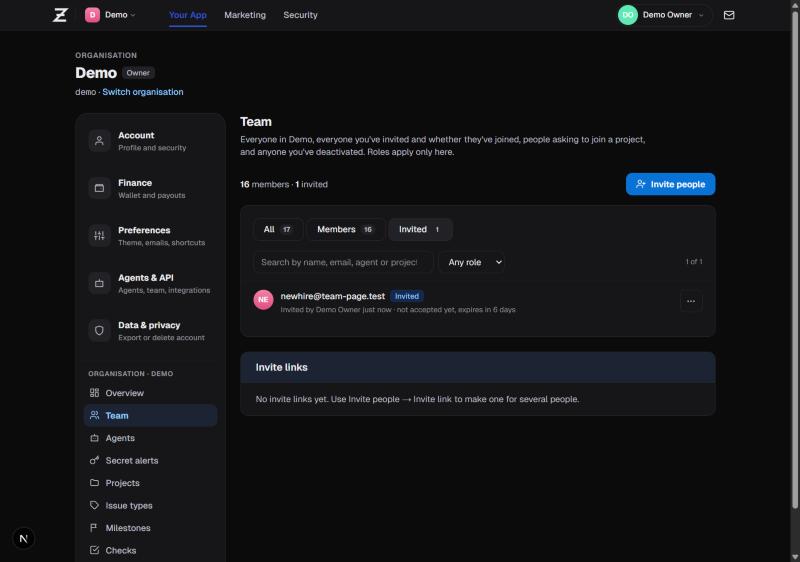 D Demo
Your App
Marketing
Security
DO Demo Owner
ORGANISATION
Demo Owner
demo · Switch organisation
Account
Profile and security
Finance
Wallet and payouts
Preferences
Theme, emails, shortcuts
Agents & API
Agents, team, integrations
Data & privacy
Export or delete account
ORGANISATION · DEMO
Overview
Team
Agents
Secret alerts
Projects
Issue types
Milestones
Checks
Team
Everyone in Demo, everyone you've invited and whether they've joined, people asking to join a project,
and anyone you've deactivated. Roles apply only here.
16 members · 1 invited
Invite people
All 17
Members 16
Invited 1
Search by name, email, agent or project
Any role
1 of 1
NE newhire@team-page.test Invited
Invited by Demo Owner just now · not accepted yet, expires in 6 days
Invite links
No invite links yet. Use Invite people → Invite link to make one for several people.
N